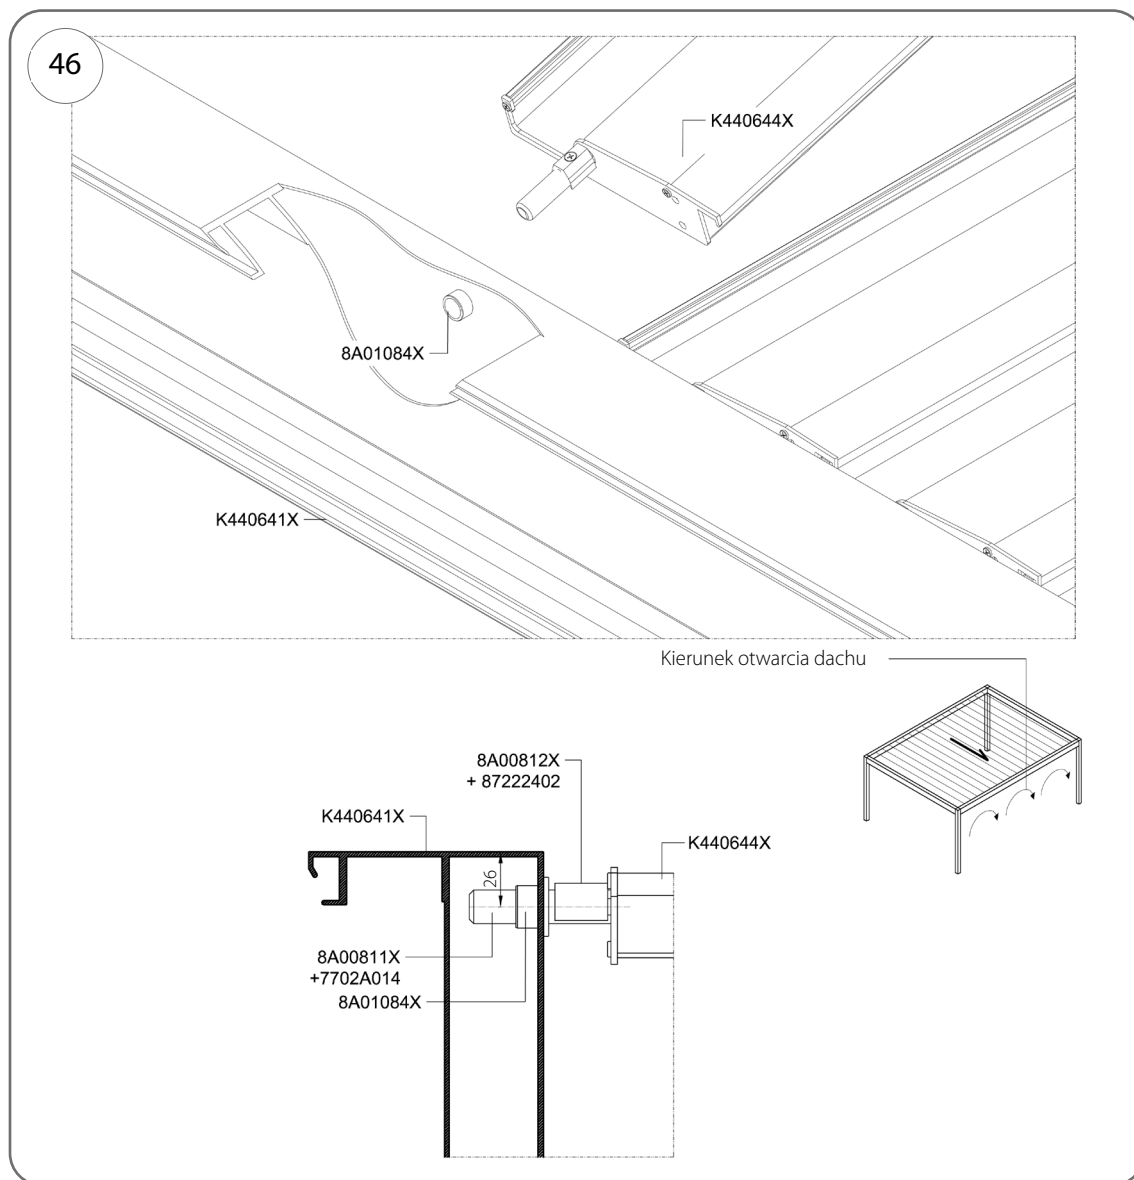 46
K440644X
8A01084X
K440641X
Kierunek otwarcia dachu
8A00812X
+ 87222402
K440641X
K440644X
26
8A00811X
+7702A014
8A01084X